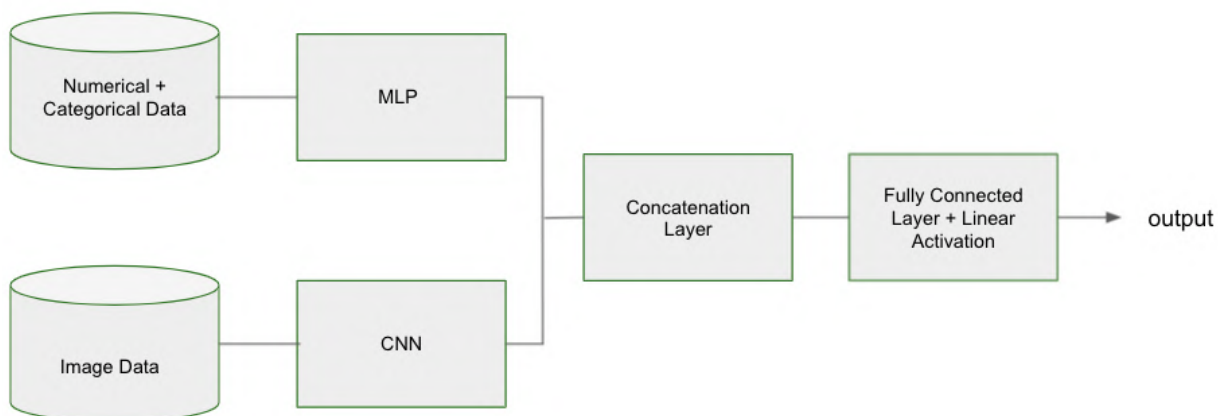 Numerical +
Categorical Data
MLP
Concatenation
Layer
Fully Connected
Layer + Linear
Activation
output
Image Data
CNN